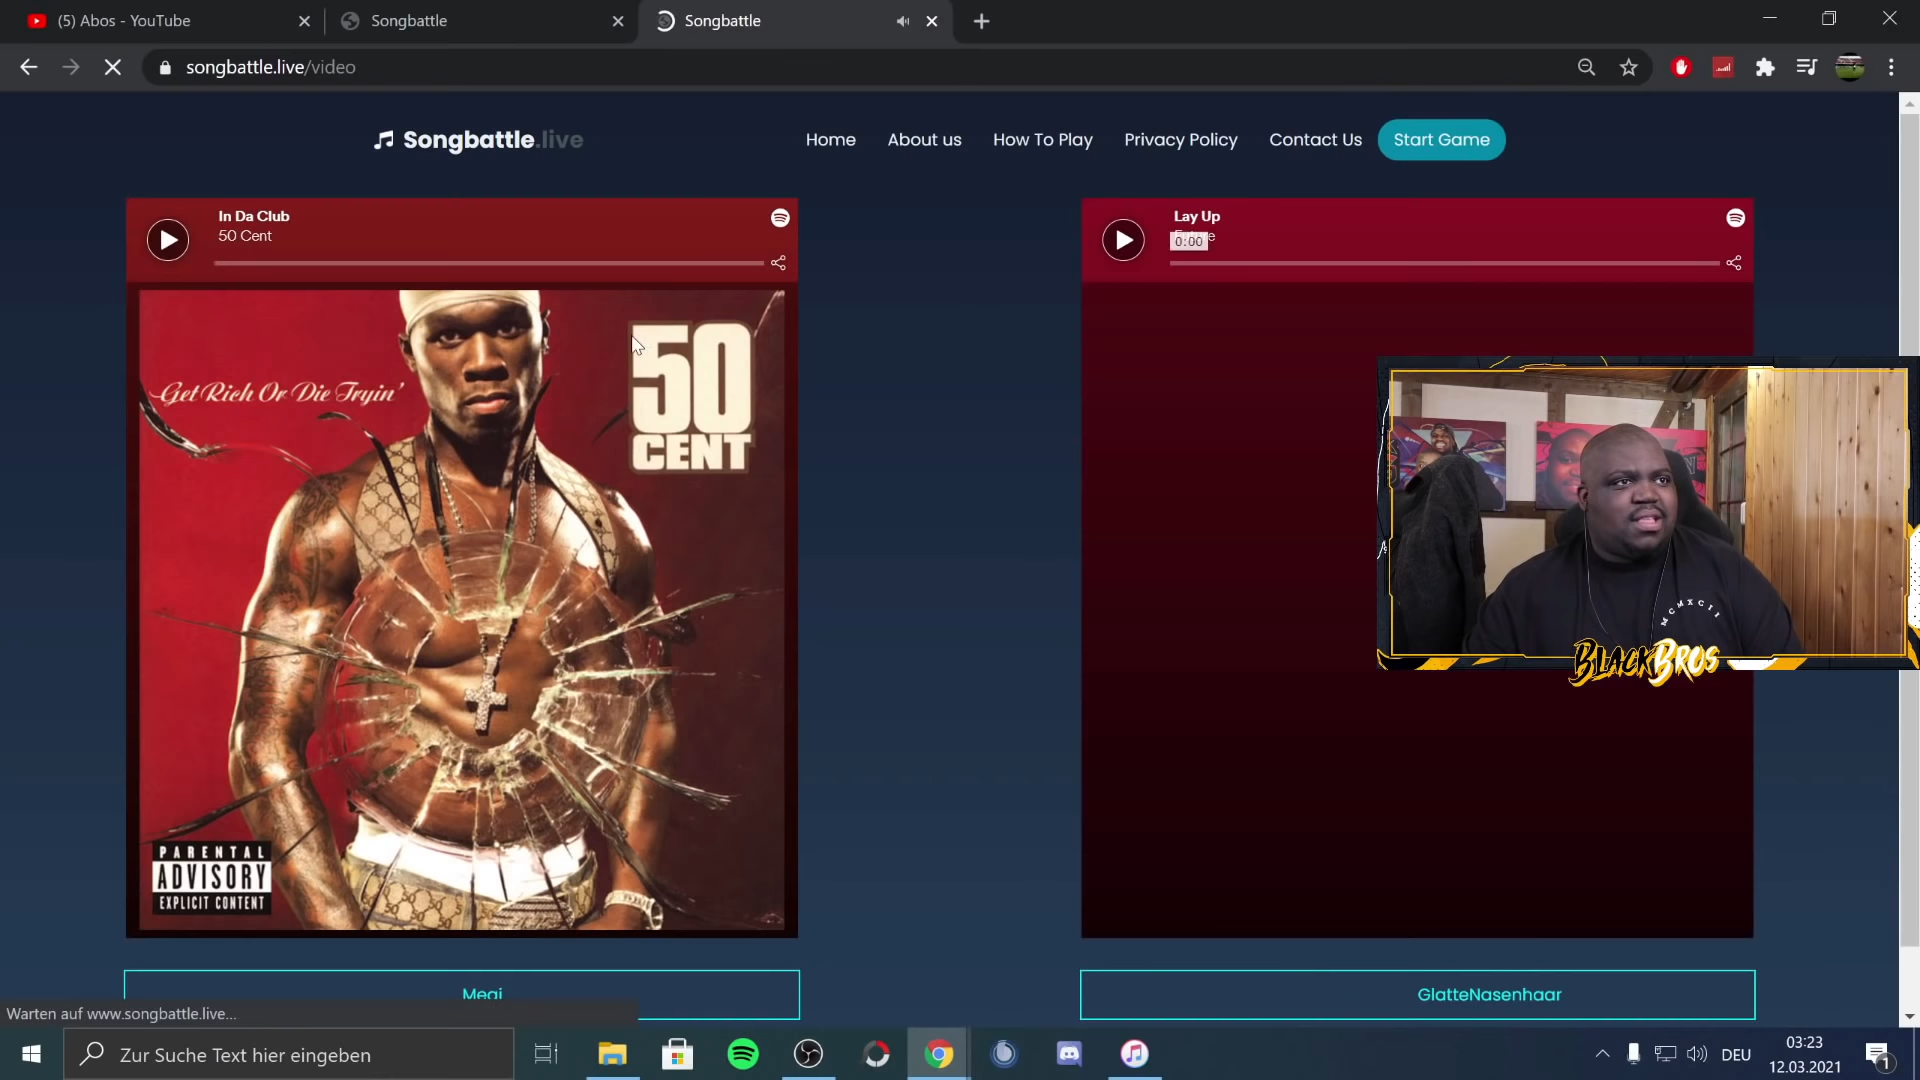 (5) Abos - YouTube
Songbattle
Songbattle
songbattle.live/video
Songbattle.live
Home
About us
How To Play
Privacy Policy
Contact Us
Start Game
In Da Club
50 Cent
Lay Up
0:00
Get Rich Or Die Tryin'
50
CENT
PARENTAL
ADVISORY
EXPLICIT CONTENT
MCMXCII
BLACKBROS
Megi
GlatteNasenhaar
Warten auf www.songbattle.live...
Zur Suche Text hier eingeben
DEU
03:23
12.03.2021
1